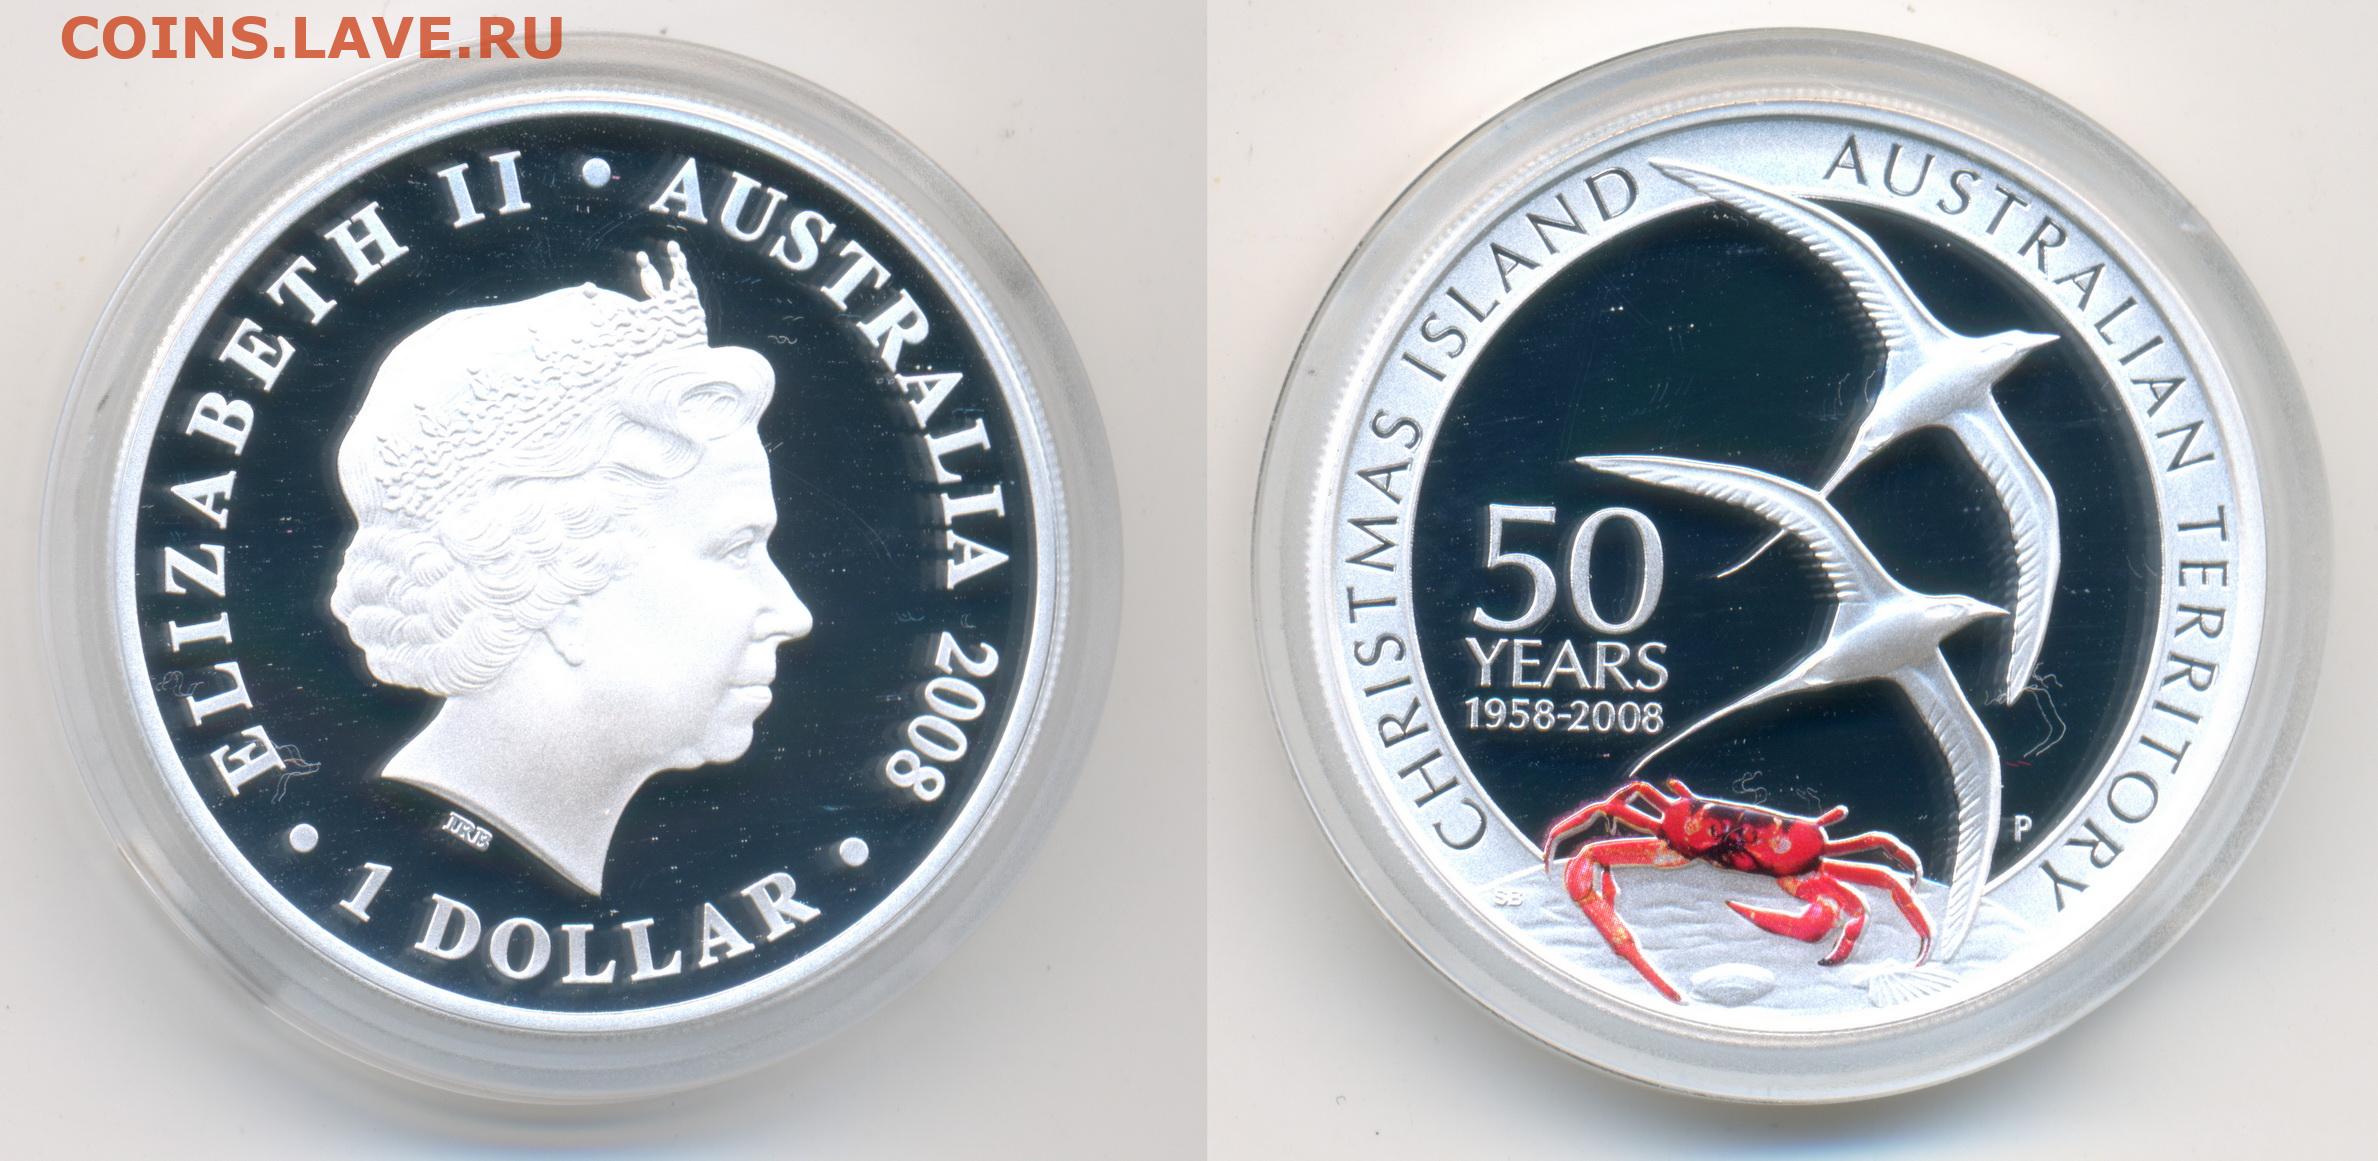 COINS.LAVE.RU
ELIZABETH II • AUSTRALIA 2008
• 1 DOLLAR •
IRB
CHRISTMAS ISLAND AUSTRALIAN TERRITORY
50
YEARS
1958-2008
P
SB